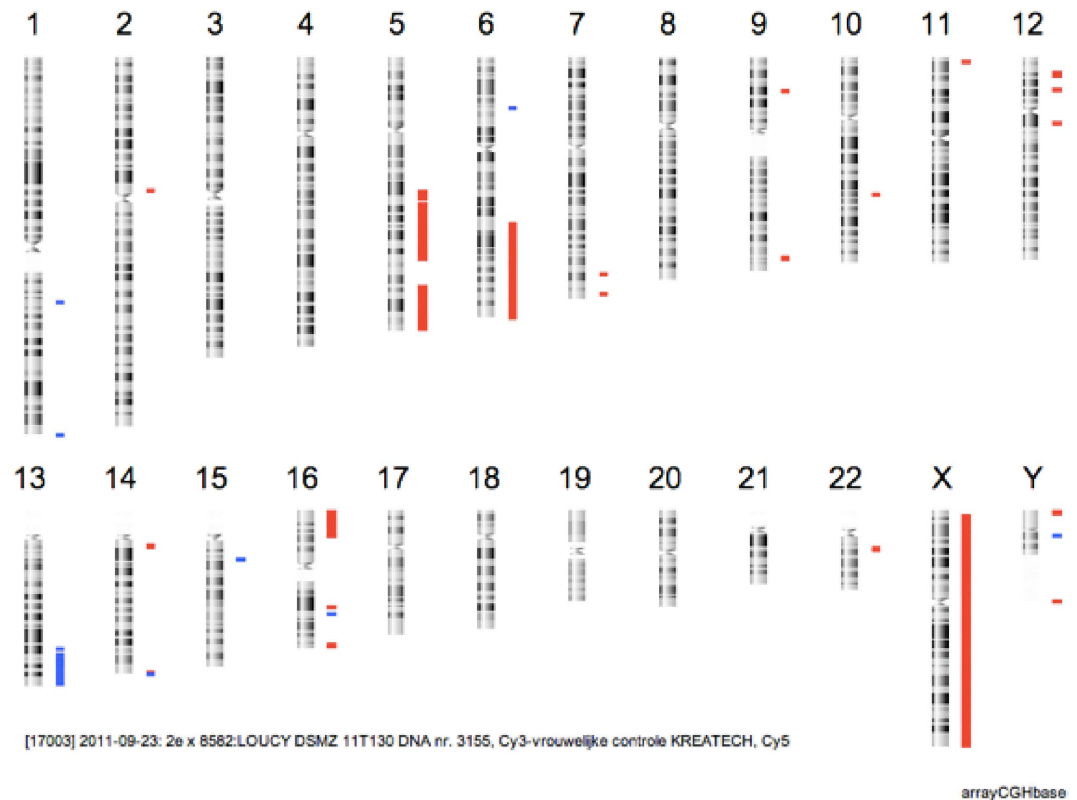 1 2 3 4 5 6 7 8 9 10 11 12
13 14 15 16 17 18 19 20 21 22 X Y
[17003] 2011-09-23: 2e x 8582:LOUCY DSMZ 11T130 DNA nr. 3155, Cy3-vrouwelijke controle KREATECH, Cy5
arrayCGHbase